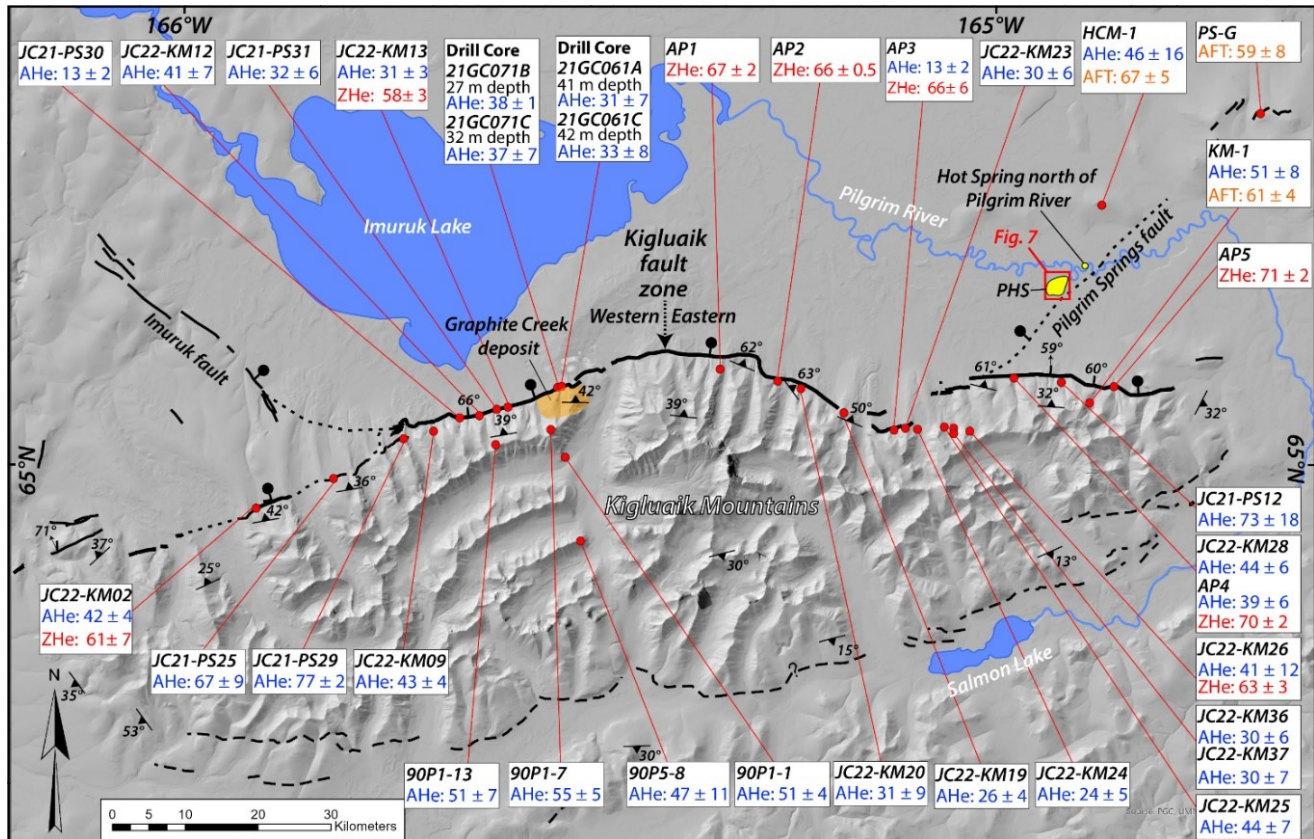 166°W
165°W
JC21-PS30
AHe: 13 ± 2
JC22-KM12
AHe: 41 ± 7
JC21-PS31
AHe: 32 ± 6
JC22-KM13
AHe: 31 ± 3
ZHe: 58± 3
Drill Core
21GC071B
27 m depth
AHe: 38 ± 1
21GC071C
32 m depth
AHe: 37 ± 7
Drill Core
21GC061A
41 m depth
AHe: 31 ± 7
21GC061C
42 m depth
AHe: 33 ± 8
AP1
ZHe: 67 ± 2
AP2
ZHe: 66 ± 0.5
AP3
AHe: 13 ± 2
ZHe: 66± 6
JC22-KM23
AHe: 30 ± 6
HCM-1
AHe: 46 ± 16
AFT: 67 ± 5
PS-G
AFT: 59 ± 8
KM-1
AHe: 51 ± 8
AFT: 61 ± 4
AP5
ZHe: 71 ± 2
Imuruk Lake
Pilgrim River
Hot Spring north of
Pilgrim River
Fig. 7
PHS
Pilgrim Springs fault
Kigluaik
fault
zone
Western
Eastern
Graphite Creek
deposit
Imuruk fault
62°
63°
61°
59°
60°
66°
42°
39°
39°
50°
32°
32°
65°N
65°N
36°
42°
71°
37°
25°
Kigluaik Mountains
30°
13°
15°
Salmon Lake
JC21-PS12
AHe: 73 ± 18
JC22-KM28
AHe: 44 ± 6
AP4
AHe: 39 ± 6
ZHe: 70 ± 2
JC22-KM26
AHe: 41 ± 12
ZHe: 63 ± 3
JC22-KM36
AHe: 30 ± 6
JC22-KM37
AHe: 30 ± 7
JC22-KM25
AHe: 44 ± 7
JC22-KM02
AHe: 42 ± 4
ZHe: 61± 7
JC21-PS25
AHe: 67 ± 9
JC21-PS29
AHe: 77 ± 2
JC22-KM09
AHe: 43 ± 4
N
35°
53°
?
30°
90P1-13
AHe: 51 ± 7
90P1-7
AHe: 55 ± 5
90P5-8
AHe: 47 ± 11
90P1-1
AHe: 51 ± 4
JC22-KM20
AHe: 31 ± 9
JC22-KM19
AHe: 26 ± 4
JC22-KM24
AHe: 24 ± 5
0 5 10 20 30
Kilometers